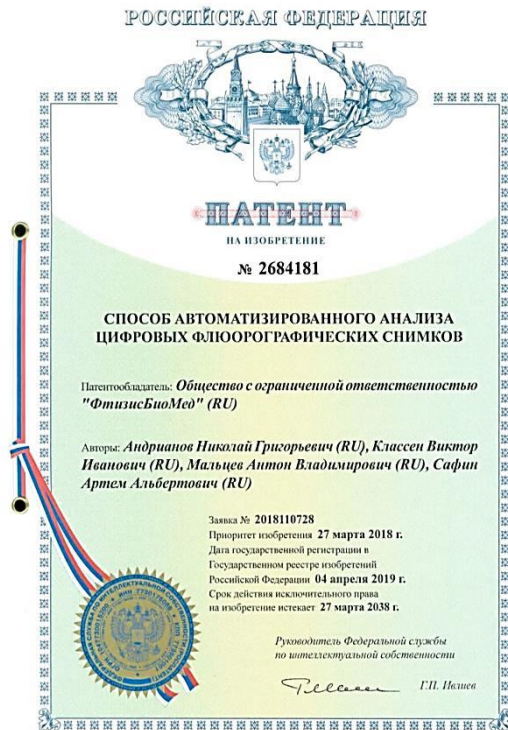 РОССИЙСКАЯ ФЕДЕРАЦИЯ
ПАТЕНТ
НА ИЗОБРЕТЕНИЕ
№ 2684181
СПОСОБ АВТОМАТИЗИРОВАННОГО АНАЛИЗА
ЦИФРОВЫХ ФЛЮОРОГРАФИЧЕСКИХ СНИМКОВ
Патентообладатель: Общество с ограниченной ответственностью
"ФтизисБиоМед" (RU)
Авторы: Андрианов Николай Григорьевич (RU), Классен Виктор
Иванович (RU), Мальцев Антон Владимирович (RU), Сафин
Артем Альбертович (RU)
Заявка № 2018110728
Приоритет изобретения 27 марта 2018 г.
Дата государственной регистрации в
Государственном реестре изобретений
Российской Федерации 04 апреля 2019 г.
Срок действия исключительного права
на изобретение истекает 27 марта 2038 г.
Руководитель Федеральной службы
по интеллектуальной собственности
Г.П. Ивлиев